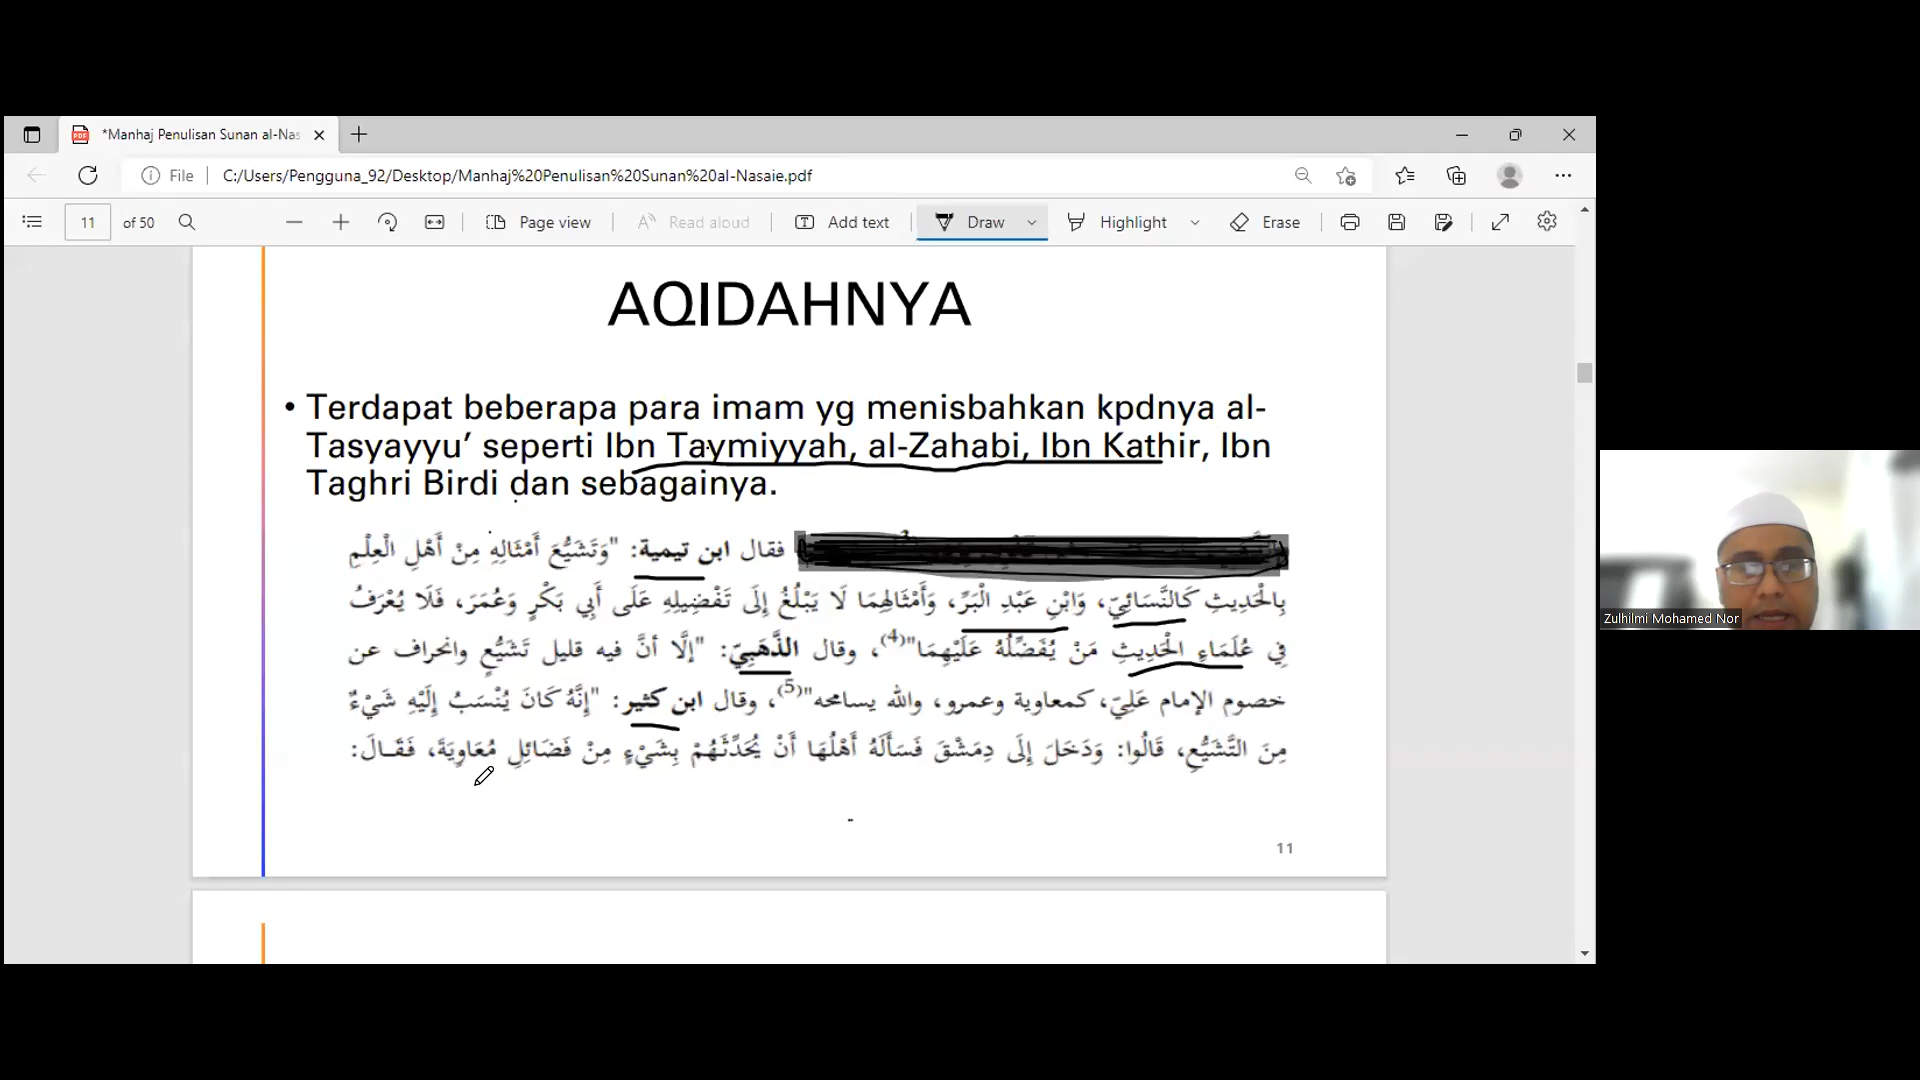 *Manhaj Penulisan Sunan al-Nas
File
C:/Users/Pengguna_92/Desktop/Manhaj%20Penulisan%20Sunan%20al-Nasaie.pdf
11 of 50
Page view
Read aloud
Add text
Draw
Highlight
Erase
AQIDAHNYA
• Terdapat beberapa para imam yg menisbahkan kpdnya al-
Tasyayyu’ seperti Ibn Taymiyyah, al-Zahabi, Ibn Kathir, Ibn
Taghri Birdi dan sebagainya.
فقال ابن تيمية: "وَتَشَيُّعَ أَمْثَالِهِ مِنْ أَهْلِ الْعِلْمِ
بِالْحَدِيثِ كَالنَّسَائِيِّ، وَابْنِ عَبْدِ الْبَرِّ، وَأَمْثَالِهِمَا لَا يَبْلُغُ إِلَى تَفْضِيلِهِ عَلَى أَبِي بَكْرٍ وَعُمَرَ، فَلَا يُعْرَفُ
فِي عُلَمَاءِ الْحَدِيثِ مَنْ يُفَضِّلُهُ عَلَيْهِمَا"(4)، وقال الذَّهَبِيّ: "إلَّا أنَّ فيه قليل تَشَيُّعٍ وانحراف عن
خصوم الإمام عَلِيّ، كمعاوية وعمرو، والله يسامحه"(5)، وقال ابن كثير: "إِنَّهُ كَانَ يُنْسَبُ إِلَيْهِ شَيْءٌ
مِنَ التَّشَيُّعِ، قَالُوا: وَدَخَلَ إِلَى دِمَشْقَ فَسَأَلَهُ أَهْلُهَا أَنْ يُحَدِّثَهُمْ بِشَيْءٍ مِنْ فَضَائِلِ مُعَاوِيَةَ، فَقَالَ:
11
Zulhilmi Mohamed Nor